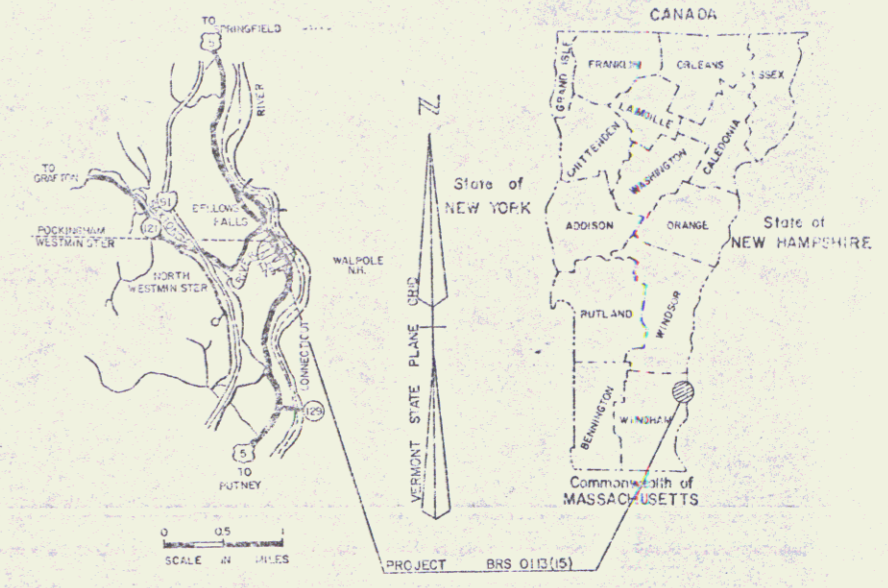 TO
SPRINGFIELD
5
RIVER
TO
GRAFTON
91
121
BELLOWS
FALLS
ROCKINGHAM
WESTMINSTER
NORTH
WESTMINSTER
WALPOLE
N.H.
CONNECTICUT
129
5
TO
PUTNEY
0 0.5 1
SCALE IN MILES
VERMONT STATE PLANE GRID
PROJECT BRS 0113(15)
CANADA
GRAND ISLE
FRANKLIN
ORLEANS
ESSEX
LAMOILLE
CHITTENDEN
WASHINGTON
CALEDONIA
State of
NEW YORK
ADDISON
ORANGE
State of
NEW HAMPSHIRE
RUTLAND
WINDSOR
BENNINGTON
WINDHAM
Commonwealth of
MASSACHUSETTS